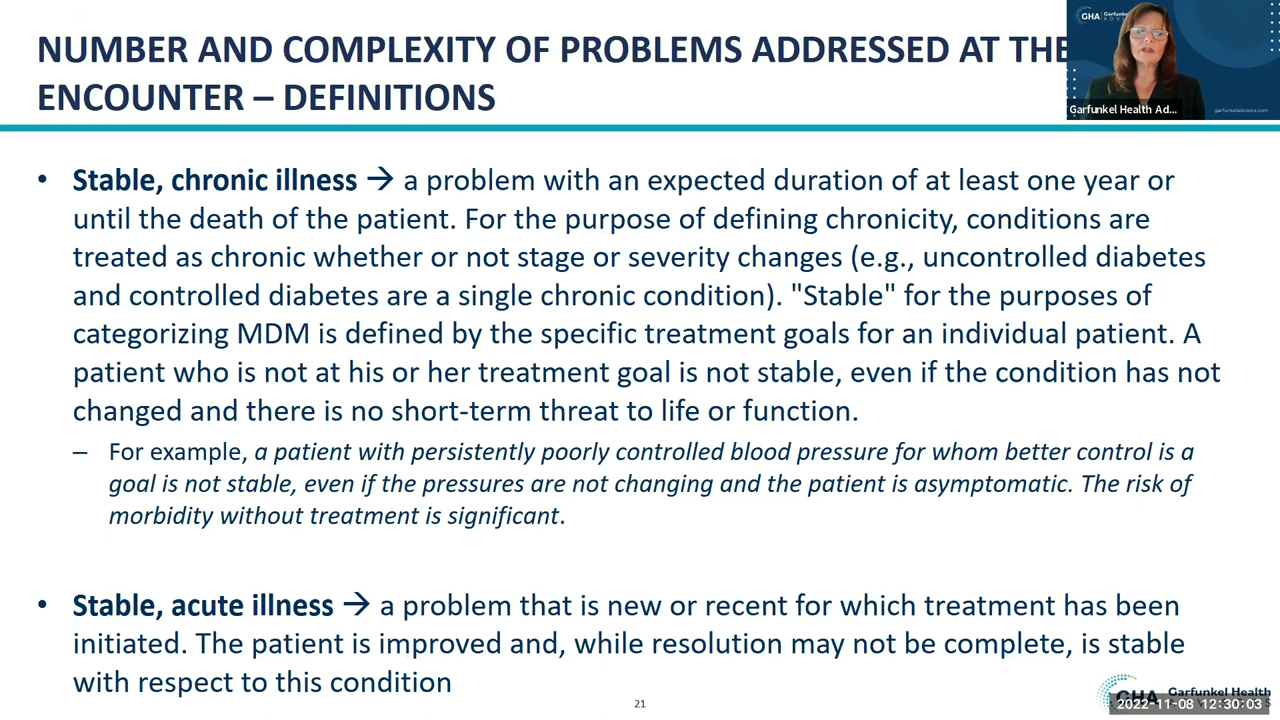 NUMBER AND COMPLEXITY OF PROBLEMS ADDRESSED AT THE
ENCOUNTER – DEFINITIONS
GHA Garfunkel
Garfunkel Health Ad...
garfunkeladvisors.com
• Stable, chronic illness → a problem with an expected duration of at least one year or
until the death of the patient. For the purpose of defining chronicity, conditions are
treated as chronic whether or not stage or severity changes (e.g., uncontrolled diabetes
and controlled diabetes are a single chronic condition). "Stable" for the purposes of
categorizing MDM is defined by the specific treatment goals for an individual patient. A
patient who is not at his or her treatment goal is not stable, even if the condition has not
changed and there is no short-term threat to life or function.
– For example, a patient with persistently poorly controlled blood pressure for whom better control is a
goal is not stable, even if the pressures are not changing and the patient is asymptomatic. The risk of
morbidity without treatment is significant.
• Stable, acute illness → a problem that is new or recent for which treatment has been
initiated. The patient is improved and, while resolution may not be complete, is stable
with respect to this condition
21
GHA Garfunkel Health
2022-11-08 12:30:03